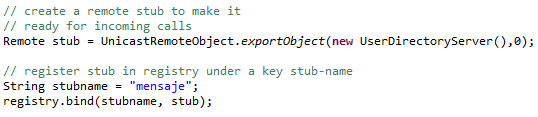 // create a remote stub to make it
// ready for incoming calls
Remote stub = UnicastRemoteObject.exportObject(new UserDirectoryServer(),0);
// register stub in registry under a key stub-name
String stubname = "mensaje";
registry.bind(stubname, stub);